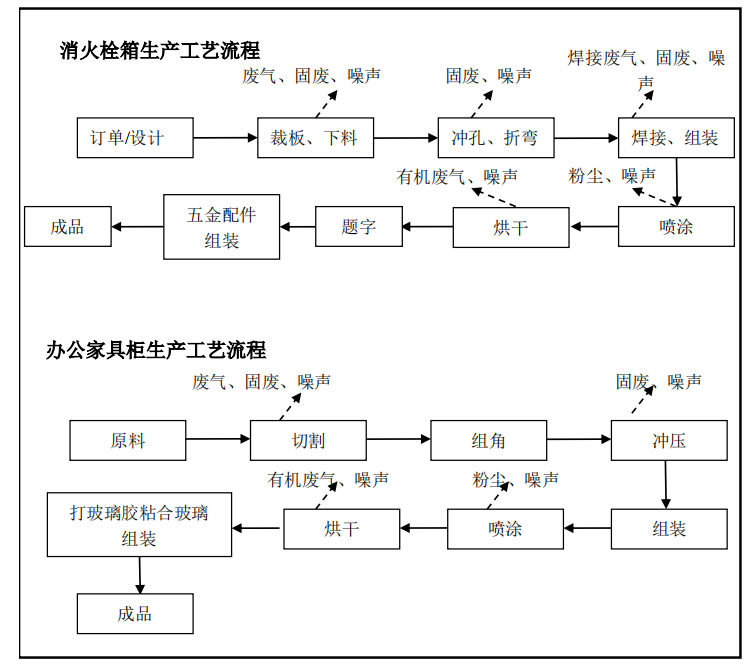 消火栓箱生产工艺流程
废气、固废、噪声
固废、噪声
焊接废气、固废、噪
声
订单/设计
裁板、下料
冲孔、折弯
焊接、组装
有机废气、噪声
粉尘、噪声
成品
五金配件
组装
题字
烘干
喷涂
办公家具柜生产工艺流程
废气、固废、噪声
固废、噪声
原料
切割
组角
冲压
有机废气、噪声
粉尘、噪声
打玻璃胶粘合玻璃
组装
烘干
喷涂
组装
成品